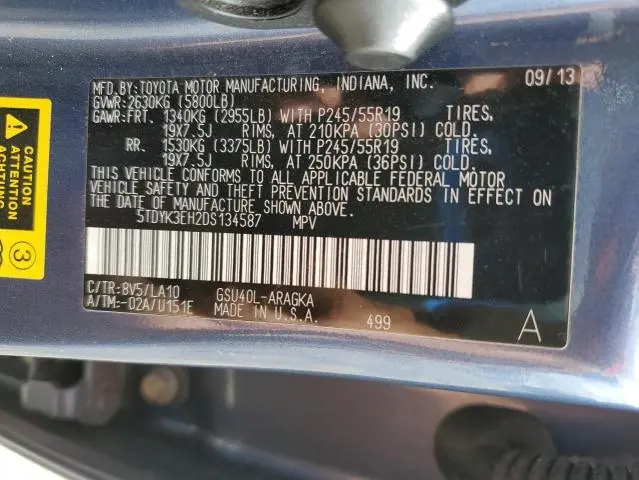 MFD.BY:TOYOTA MOTOR MANUFACTURING, INDIANA, INC. 09/13
GVWR:2630KG (5800LB)
GAWR:FRT. 1340KG (2955LB) WITH P245/55R19 TIRES,
19X7.5J RIMS, AT 210KPA (30PSI) COLD.
RR. 1530KG (3375LB) WITH P245/55R19 TIRES,
19X7.5J RIMS, AT 250KPA (36PSI) COLD.
THIS VEHICLE CONFORMS TO ALL APPLICABLE FEDERAL MOTOR
VEHICLE SAFETY AND THEFT PREVENTION STANDARDS IN EFFECT ON
THE DATE OF MANUFACTURE SHOWN ABOVE.
5TDYK3EH2DS134587 MPV
C/TR:8V5/LA10 GSU40L-ARAGKA
A/TM:-02A/U151E MADE IN U.S.A. 499 A
CAUTION
ATTENTION
3